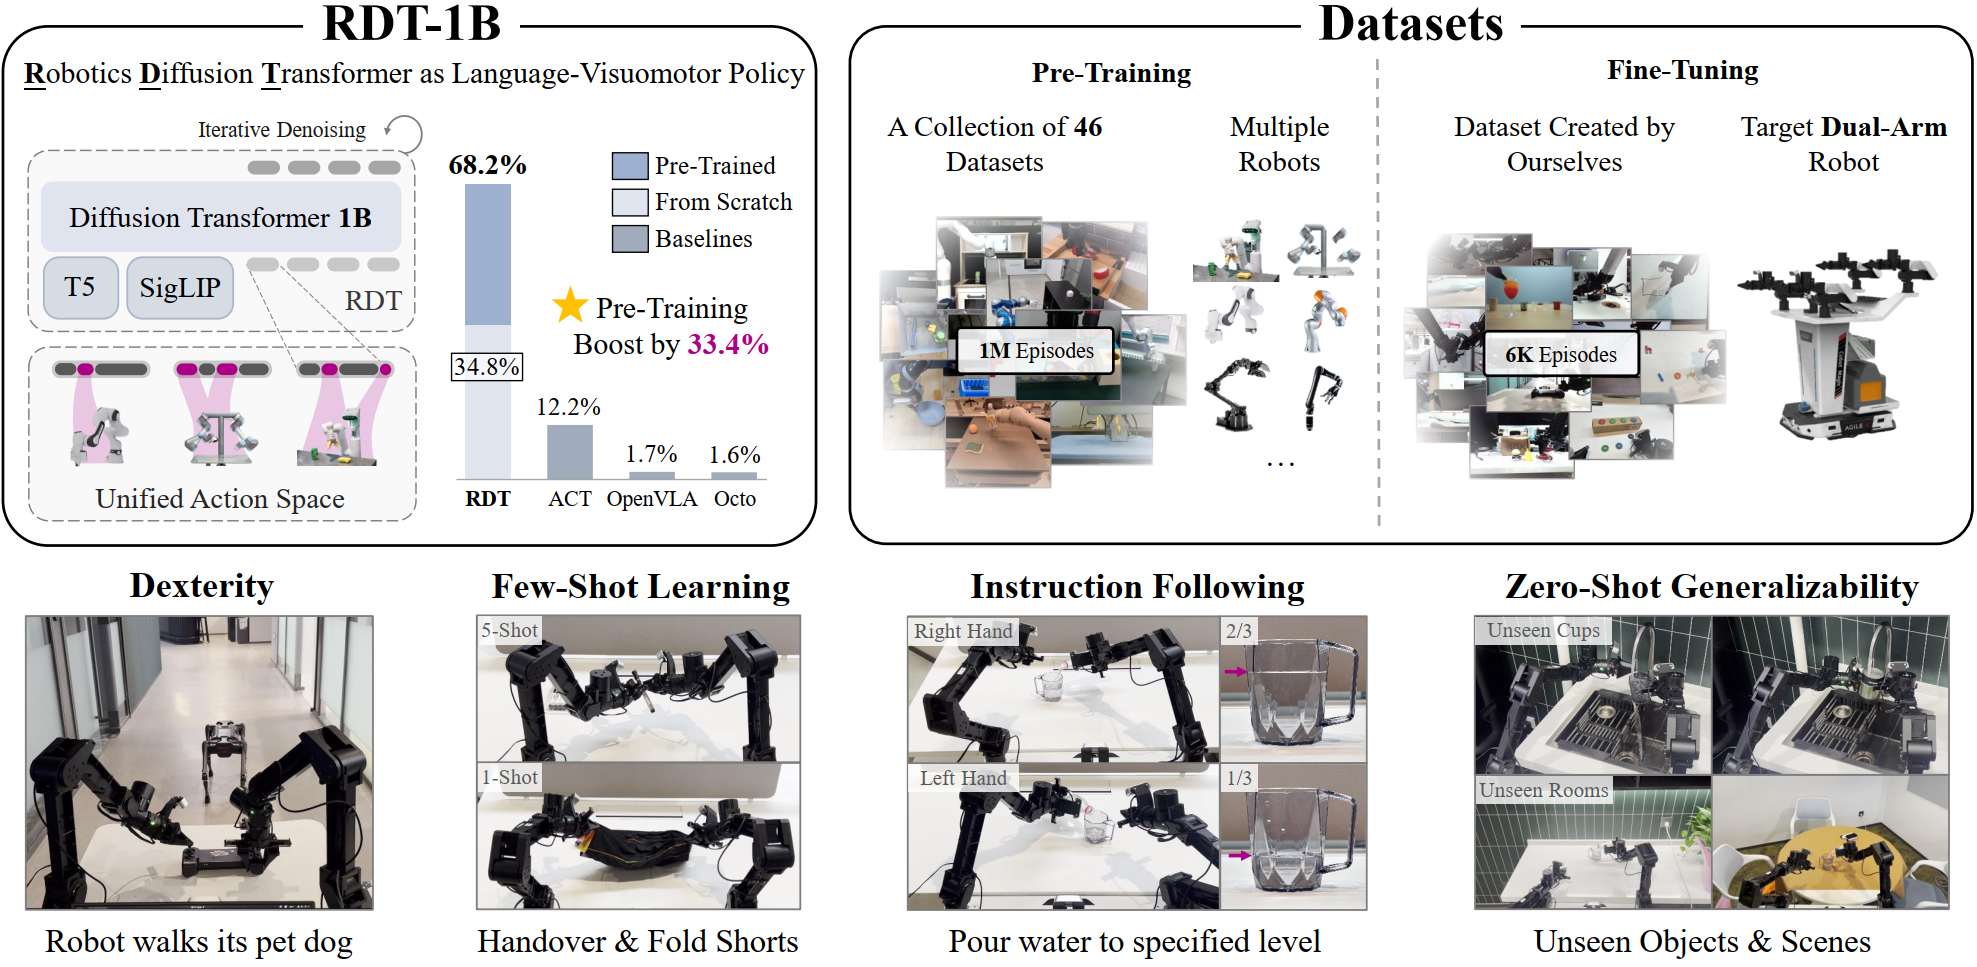 RDT-1B
Robotics Diffusion Transformer as Language-Visuomotor Policy
Iterative Denoising
Diffusion Transformer 1B
T5
SigLIP
RDT
Unified Action Space
68.2%
34.8%
12.2%
1.7%
1.6%
RDT
ACT
OpenVLA
Octo
Pre-Trained
From Scratch
Baselines
Pre-Training
Boost by 33.4%
Datasets
Pre-Training
A Collection of 46
Datasets
Multiple
Robots
1M Episodes
...
Fine-Tuning
Dataset Created by
Ourselves
Target Dual-Arm
Robot
6K Episodes
AGILE
Dexterity
Robot walks its pet dog
Few-Shot Learning
5-Shot
1-Shot
Handover & Fold Shorts
Instruction Following
Right Hand
2/3
Left Hand
1/3
Pour water to specified level
Zero-Shot Generalizability
Unseen Cups
Unseen Rooms
Unseen Objects & Scenes